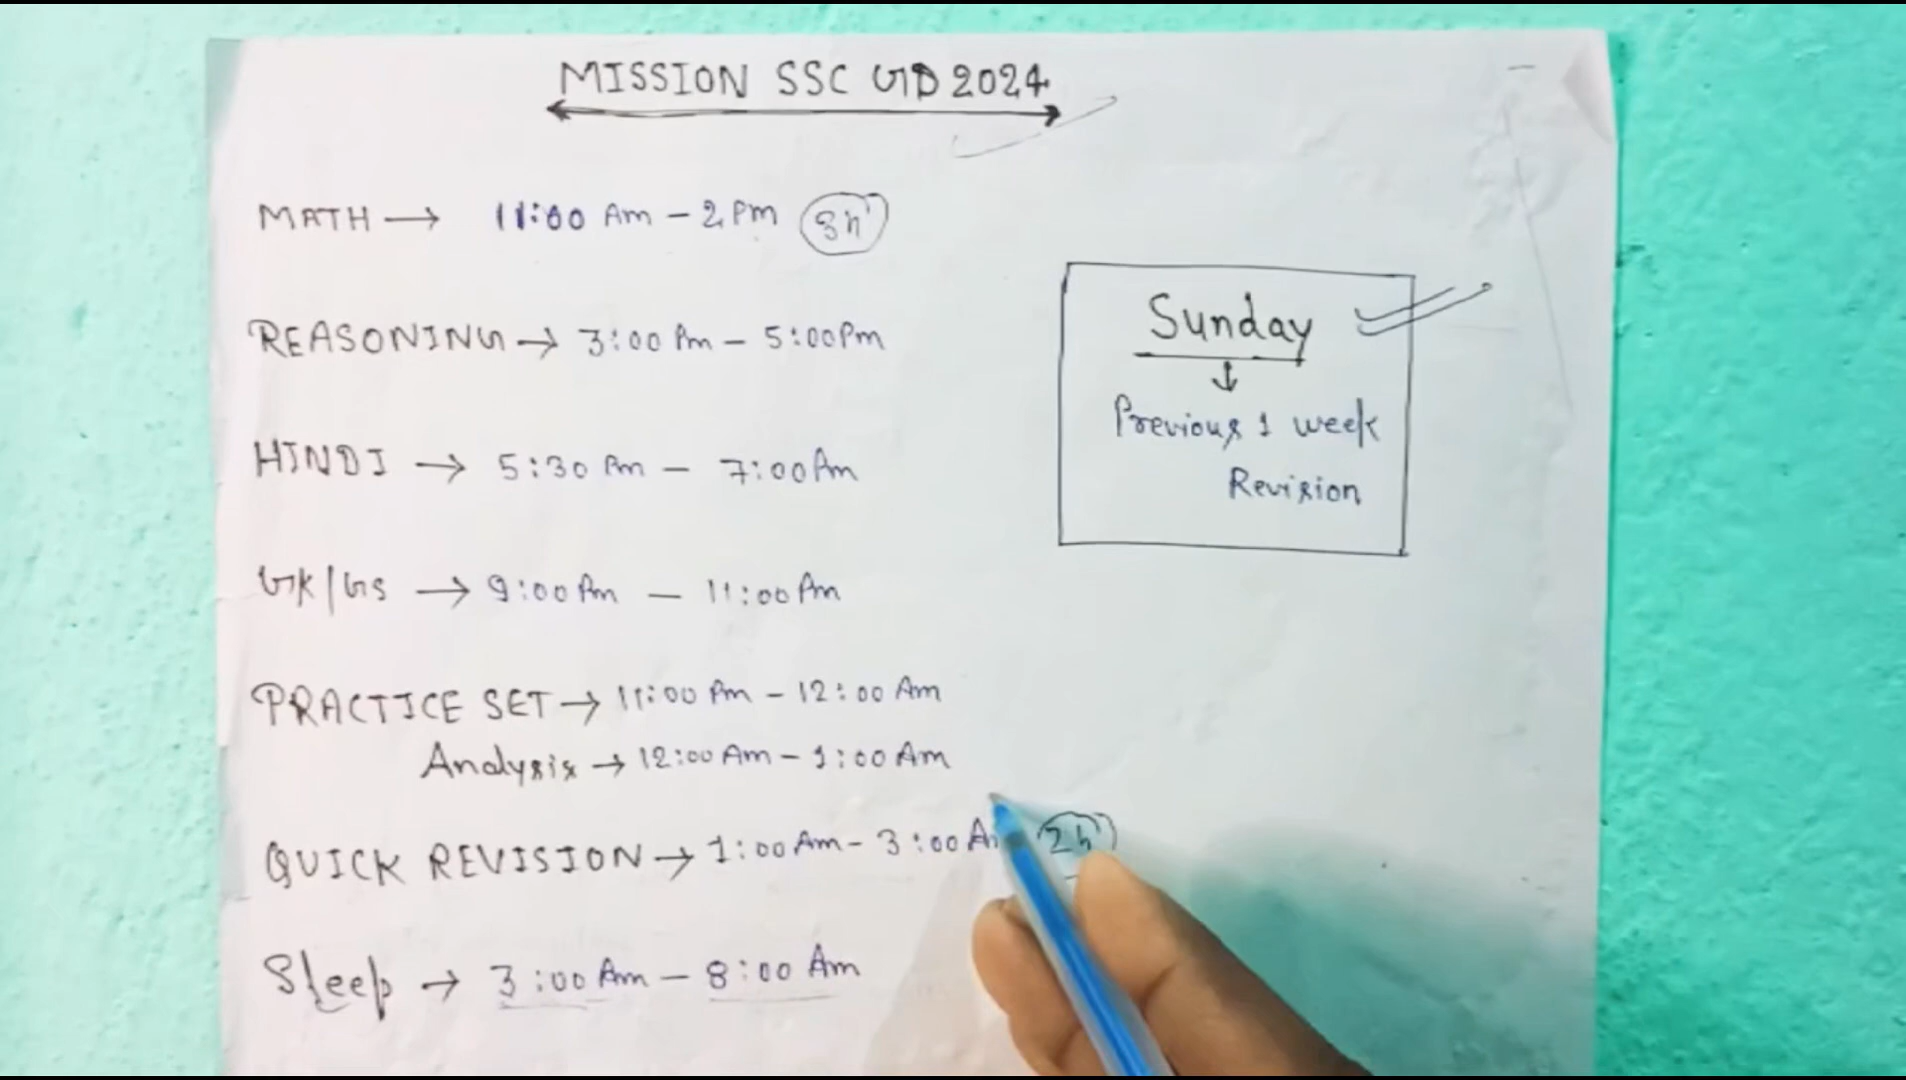 MISSION SSC GD 2024
MATH → 11:00 Am - 2 Pm 3h
REASONING → 3:00 Pm - 5:00 Pm
HINDI → 5:30 Pm - 7:00 Pm
GK/GS → 9:00 Pm - 11:00 Pm
PRACTICE SET → 11:00 Pm - 12:00 Am
Analysis → 12:00 Am - 1:00 Am
QUICK REVISION → 1:00 Am - 3:00 Am 2h
Sleep → 3:00 Am - 8:00 Am
Sunday
↓
Previous 1 week
Revision